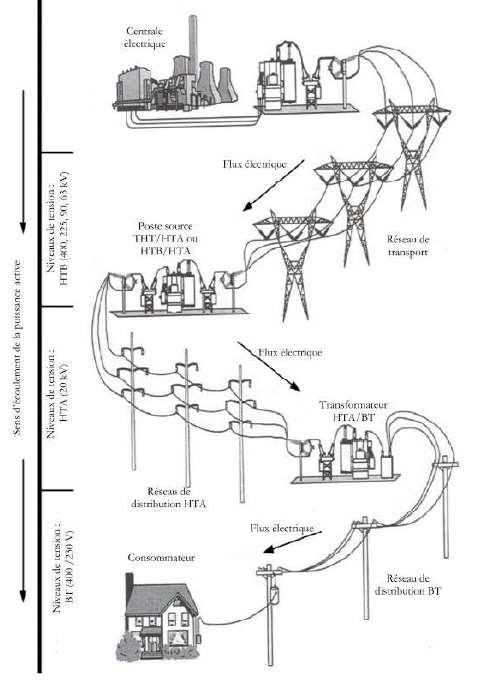 Centrale
électrique
Flux électrique
Niveaux de tension :
HTB (400, 225, 90, 63 kV)
Poste source
THT/HTA ou
HTB/HTA
Réseau de
transport
Sens d'écoulement de la puissance active
Niveaux de tension :
HTA (20 kV)
Flux électrique
Transformateur
HTA/BT
Réseau de
distribution HTA
Flux électrique
Niveaux de tension :
BT (400 /230 V)
Consommateur
Réseau de
distribution BT